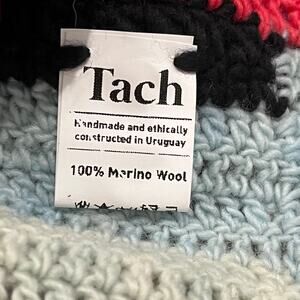 Tach
Handmade and ethically
constructed in Uruguay
100% Merino Wool